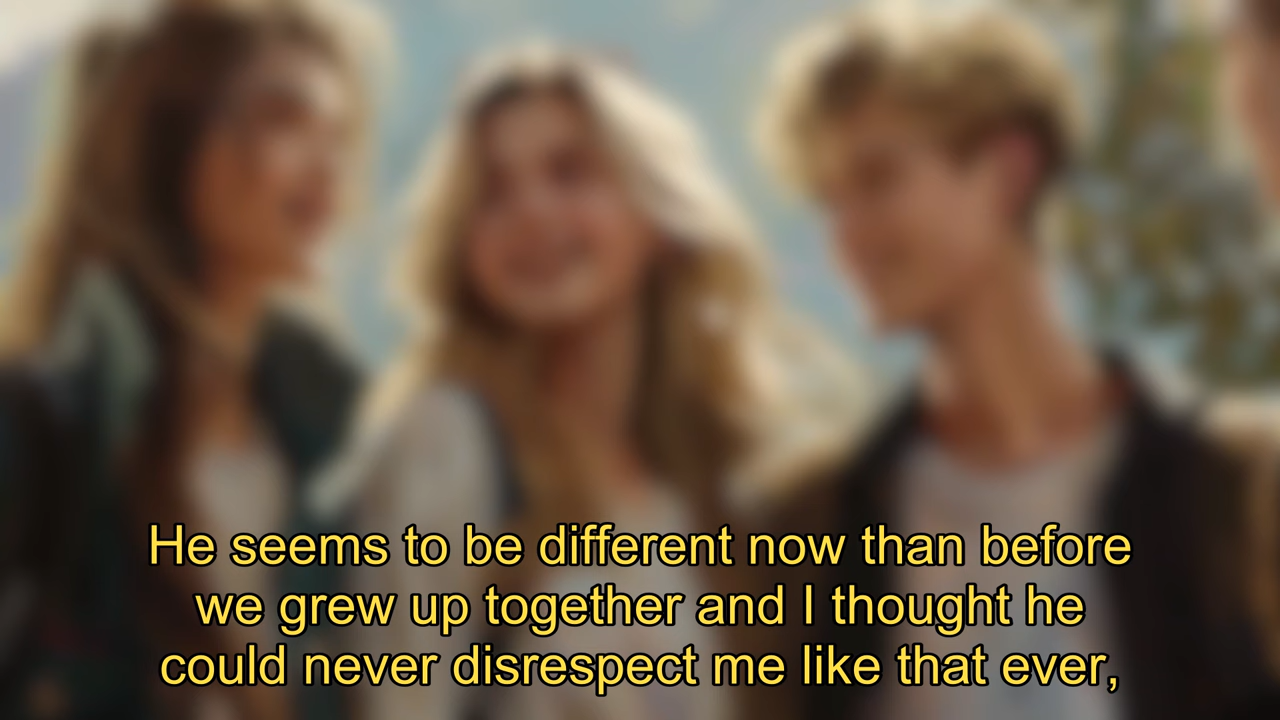 He seems to be different now than before
we grew up together and I thought he
could never disrespect me like that ever,